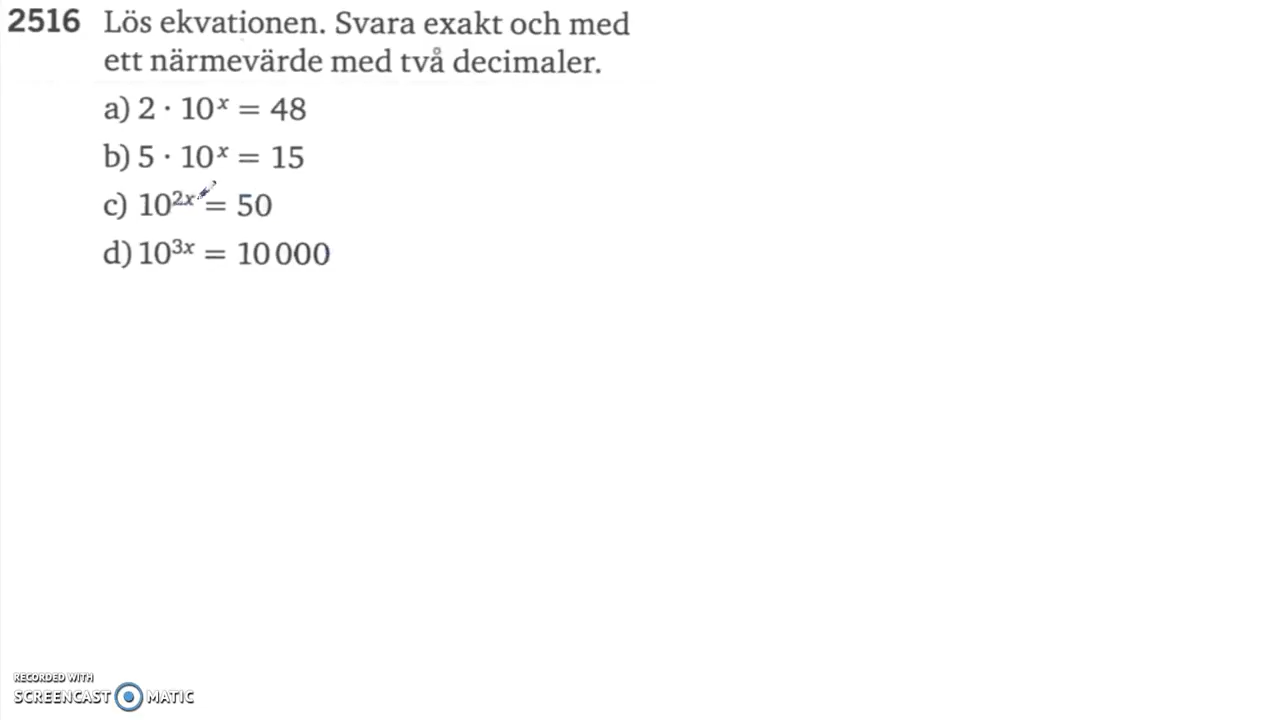 2516 Lös ekvationen. Svara exakt och med
ett närmevärde med två decimaler.
a) 2 · 10ˣ = 48
b) 5 · 10ˣ = 15
c) 10²ˣ = 50
d) 10³ˣ = 10 000
RECORDED WITH
SCREENCAST MATIC